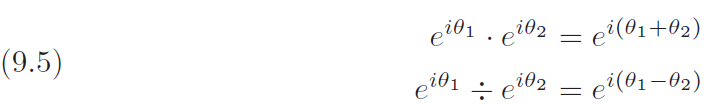 (9.5)
e^{iθ_1} · e^{iθ_2} = e^{i(θ_1+θ_2)}
e^{iθ_1} ÷ e^{iθ_2} = e^{i(θ_1−θ_2)}